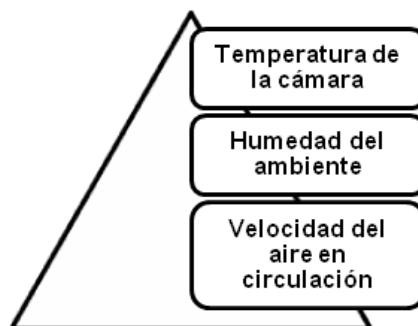 Temperatura de
la cámara
Humedad del
ambiente
Velocidad del
aire en
circulación